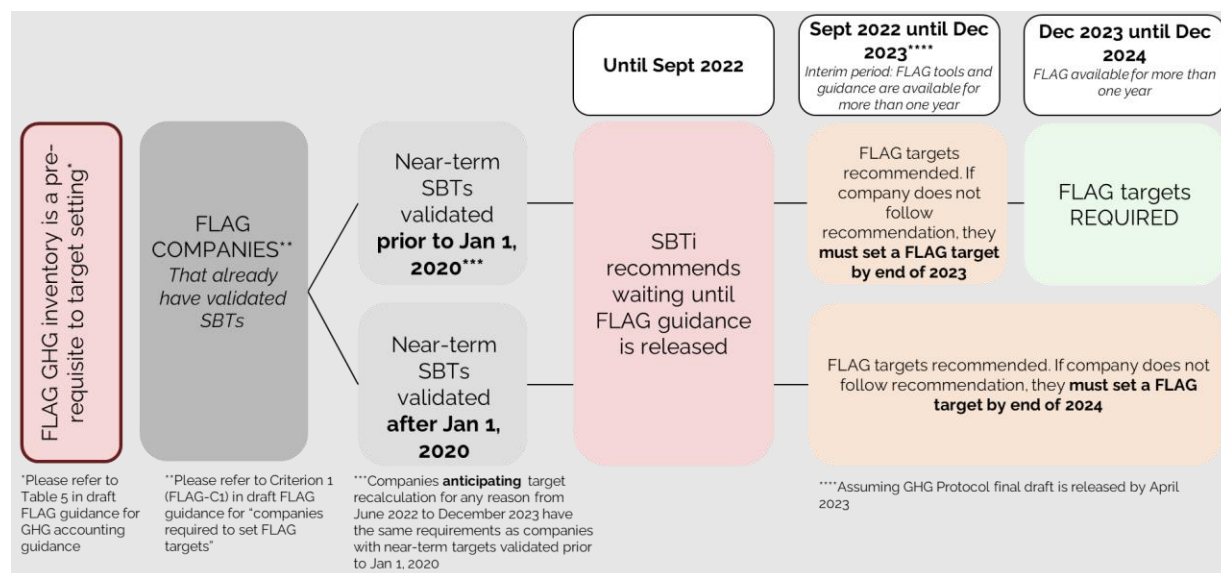 Until Sept 2022
Sept 2022 until Dec
2023****
Interim period: FLAG tools and
guidance are available for
more than one year
Dec 2023 until Dec
2024
FLAG available for more than
one year
FLAG GHG inventory is a pre-
requisite to target setting*
FLAG
COMPANIES**
That already
have validated
SBTs
Near-term
SBTs
validated
prior to Jan 1,
2020***
Near-term
SBTs
validated
after Jan 1,
2020
SBTi
recommends
waiting until
FLAG guidance
is released
FLAG targets
recommended. If
company does not
follow
recommendation, they
must set a FLAG target
by end of 2023
FLAG targets
REQUIRED
FLAG targets recommended. If company does not
follow recommendation, they must set a FLAG
target by end of 2024
*Please refer to
Table 5 in draft
FLAG guidance for
GHG accounting
guidance
**Please refer to Criterion 1
(FLAG-C1) in draft FLAG
guidance for “companies
required to set FLAG
targets”
***Companies anticipating target
recalculation for any reason from
June 2022 to December 2023 have
the same requirements as companies
with near-term targets validated prior
to Jan 1, 2020
****Assuming GHG Protocol final draft is released by April
2023